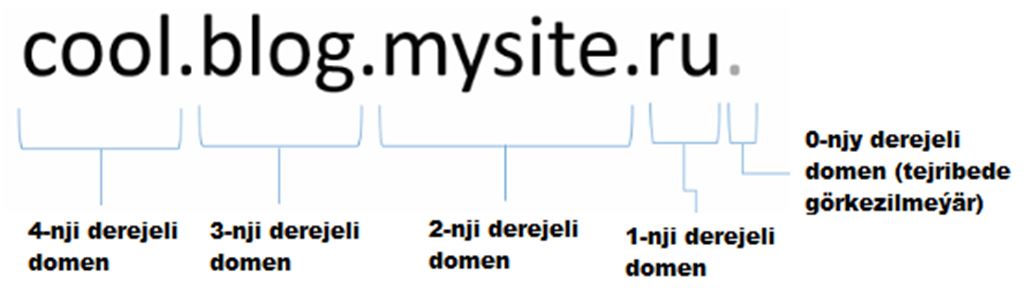 cool.blog.mysite.ru.
4-nji derejeli
domen
3-nji derejeli
domen
2-nji derejeli
domen
1-nji derejeli
domen
0-njy derejeli
domen (tejribede
görkezilmeýär)